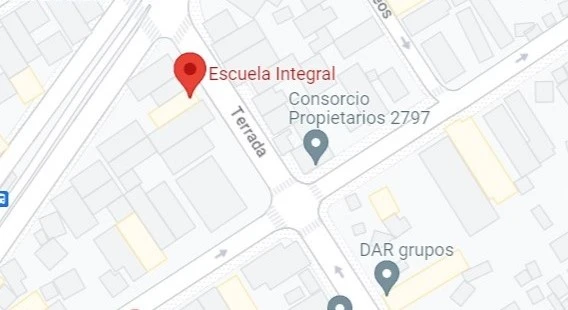 Escuela Integral
Consorcio
Propietarios 2797
Terrada
DAR grupos